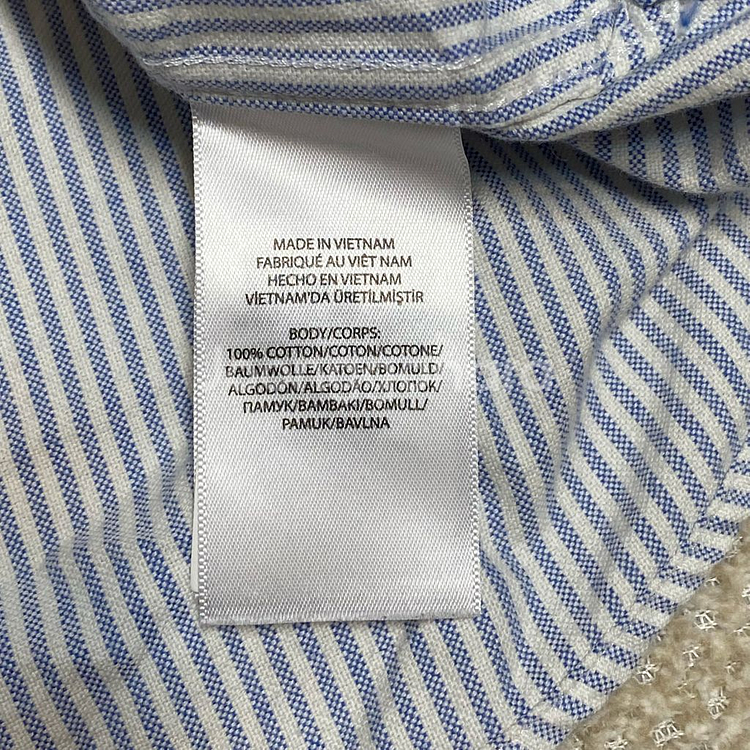 MADE IN VIETNAM
FABRIQUÉ AU VIÊT NAM
HECHO EN VIETNAM
VİETNAM'DA ÜRETİLMİŞTİR
BODY/CORPS:
100% COTTON/COTON/COTONE/
BAUMWOLLE/KATOEN/BOMULD/
ALGODÓN/ALGODÃO/ХЛОПОК/
ПАМУК/ΒΑΜΒΑΚΙ/BOMULL/
PAMUK/BAVLNA